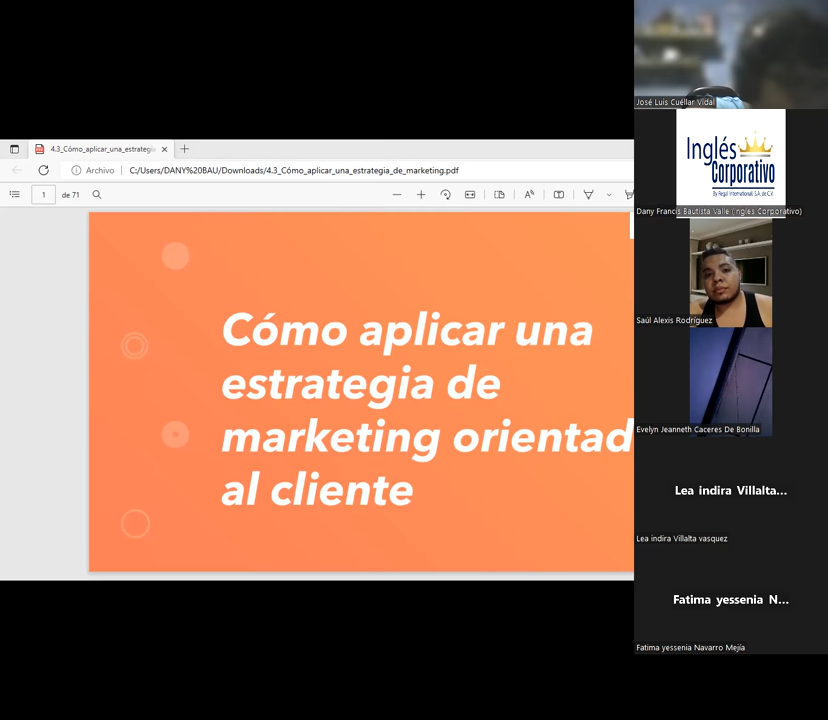 José Luis Cuéllar Vidal
4.3_Cómo_aplicar_una_estrategi
Archivo
C:/Users/DANY%20BAU/Downloads/4.3_Cómo_aplicar_una_estrategia_de_marketing.pdf
1 de 71
Cómo aplicar una
estrategia de
marketing orientad
al cliente
Inglés
Corporativo
By Regal International, S.A. de C.V.
Dany Francis Bautista Valle (Ingles Corporativo)
Saúl Alexis Rodríguez
Evelyn Jeanneth Caceres De Bonilla
Lea indira Villalta...
Lea indira Villalta vasquez
Fatima yessenia N...
Fatima yessenia Navarro Mejía